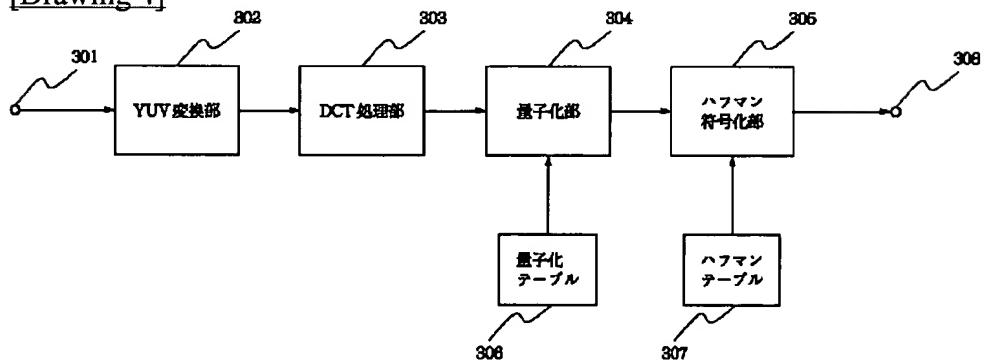 [Drawing 4]
301
302
303
304
305
308
YUV変換部
DCT処理部
量子化部
ハフマン
符号化部
量子化
テーブル
ハフマン
テーブル
306
307